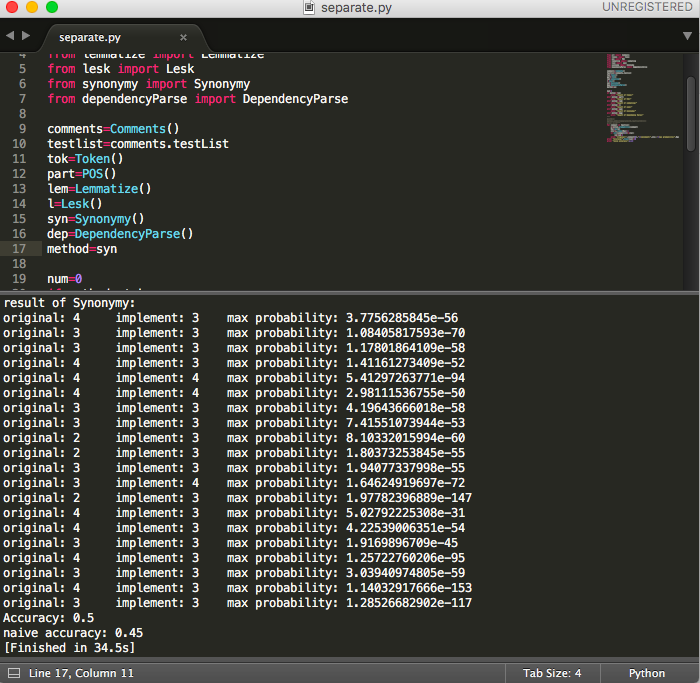 separate.py
UNREGISTERED
separate.py
4 from lemmatize import Lemmatize
5 from lesk import Lesk
6 from synonymy import Synonymy
7 from dependencyParse import DependencyParse
8
9 comments=Comments()
10 testlist=comments.testList
11 tok=Token()
12 part=POS()
13 lem=Lemmatize()
14 l=Lesk()
15 syn=Synonymy()
16 dep=DependencyParse()
17 method=syn
18
19 num=0
result of Synonymy:
original: 4 implement: 3 max probability: 3.7756285845e-56
original: 3 implement: 3 max probability: 1.08405817593e-70
original: 3 implement: 3 max probability: 1.17801864109e-58
original: 4 implement: 3 max probability: 1.41161273409e-52
original: 4 implement: 4 max probability: 5.41297263771e-94
original: 4 implement: 4 max probability: 2.98111536755e-50
original: 3 implement: 3 max probability: 4.19643666018e-58
original: 3 implement: 3 max probability: 7.41551073944e-53
original: 2 implement: 3 max probability: 8.10332015994e-60
original: 2 implement: 3 max probability: 1.80373253845e-55
original: 3 implement: 3 max probability: 1.94077337998e-55
original: 3 implement: 4 max probability: 1.64624919697e-72
original: 2 implement: 3 max probability: 1.97782396889e-147
original: 4 implement: 3 max probability: 5.02792225308e-31
original: 4 implement: 3 max probability: 4.22539006351e-54
original: 3 implement: 3 max probability: 1.9169896709e-45
original: 4 implement: 3 max probability: 1.25722760206e-95
original: 3 implement: 3 max probability: 3.03940974805e-59
original: 4 implement: 3 max probability: 1.14032917666e-153
original: 3 implement: 3 max probability: 1.28526682902e-117
Accuracy: 0.5
naive accuracy: 0.45
[Finished in 34.5s]
Line 17, Column 11
Tab Size: 4
Python